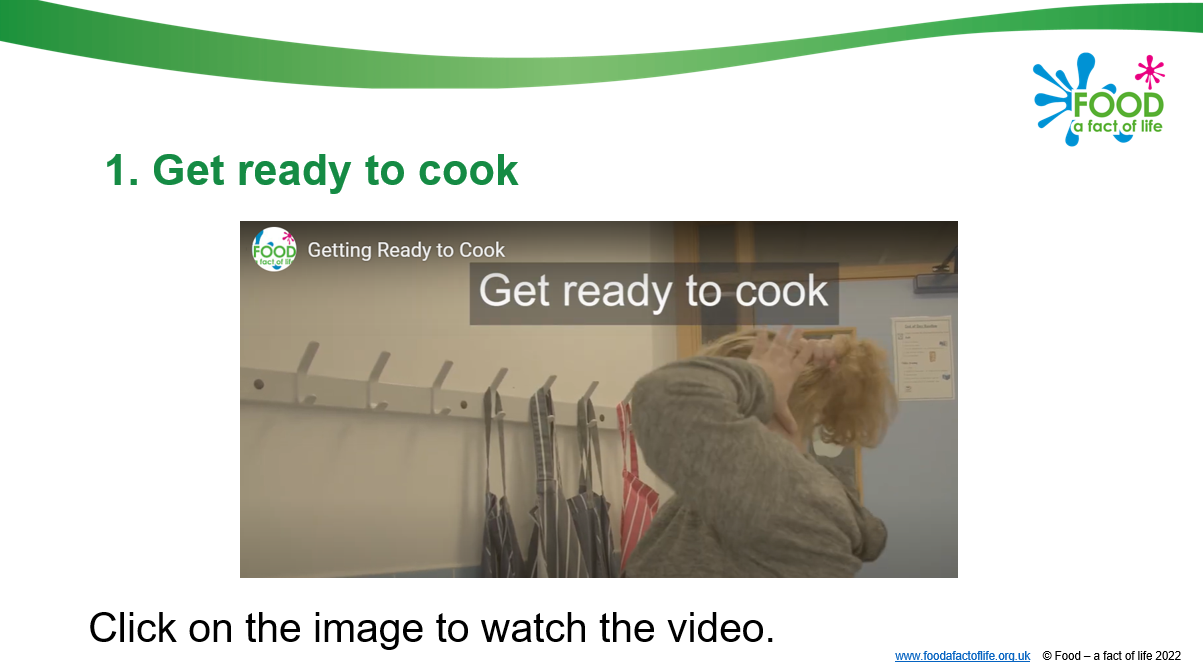 FOOD
a fact of life
1. Get ready to cook
FOOD
a fact of life
Getting Ready to Cook
Get ready to cook
Click on the image to watch the video.
www.foodafactoflife.org.uk © Food – a fact of life 2022